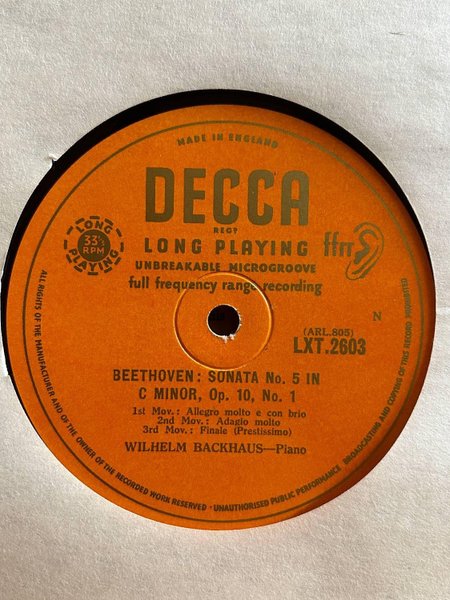 MADE IN ENGLAND
DECCA
REGD
LONG PLAYING
ffrr
LONG
33⅓
RPM
PLAYING
UNBREAKABLE MICROGROOVE
full frequency range recording
N
(ARL.805)
LXT.2603
BEETHOVEN: SONATA No. 5 IN
C MINOR, Op. 10, No. 1
1st Mov.: Allegro molto e con brio
2nd Mov.: Adagio molto
3rd Mov.: Finale (Prestissimo)
WILHELM BACKHAUS—Piano
ALL RIGHTS OF THE MANUFACTURER AND OF THE OWNER OF THE RECORDED WORK RESERVED · UNAUTHORISED PUBLIC PERFORMANCE BROADCASTING AND COPYING OF THIS RECORD PROHIBITED